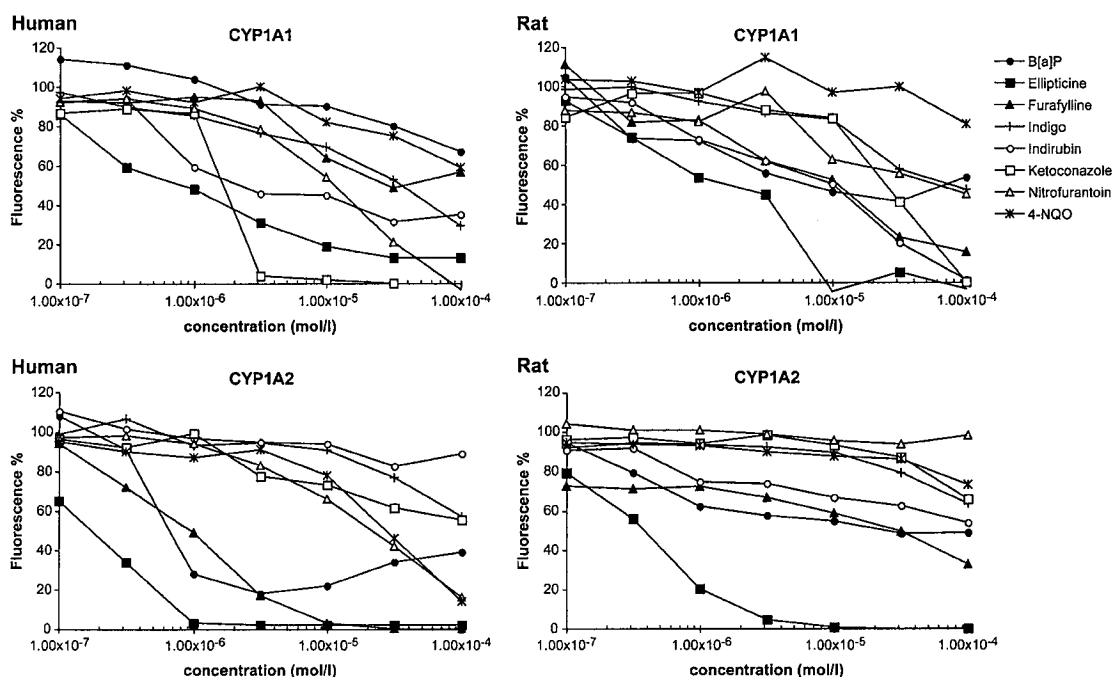 Human
CYP1A1
120
100
80
60
40
20
0
Fluorescence %
1.00x10-7
1.00x10-6
1.00x10-5
1.00x10-4
concentration (mol/l)
Rat
CYP1A1
120
100
80
60
40
20
0
Fluorescence %
1.00x10-7
1.00x10-6
1.00x10-5
1.00x10-4
concentration (mol/l)
B[a]P
Ellipticine
Furafylline
Indigo
Indirubin
Ketoconazole
Nitrofurantoin
4-NQO
Human
CYP1A2
120
100
80
60
40
20
0
Fluorescence %
1.00x10-7
1.00x10-6
1.00x10-5
1.00x10-4
concentration (mol/l)
Rat
CYP1A2
120
100
80
60
40
20
0
Fluorescence %
1.00x10-7
1.00x10-6
1.00x10-5
1.00x10-4
concentration (mol/l)